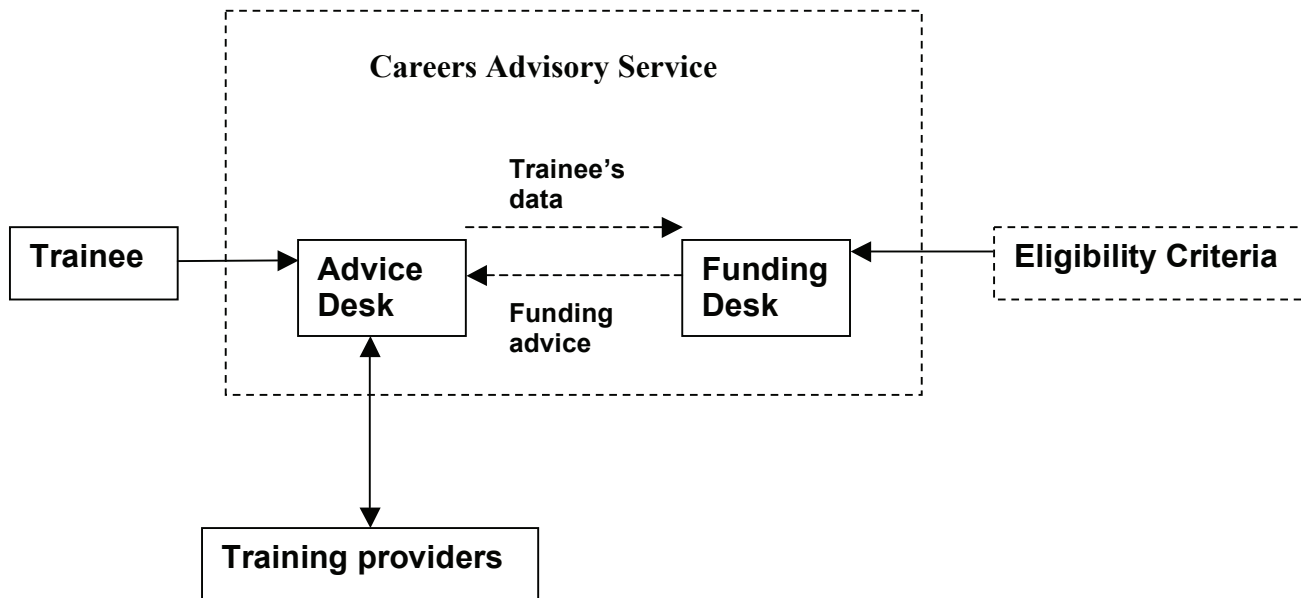 Careers Advisory Service
Trainee’s
data
Trainee
Advice
Desk
Funding
Desk
Eligibility Criteria
Funding
advice
Training providers